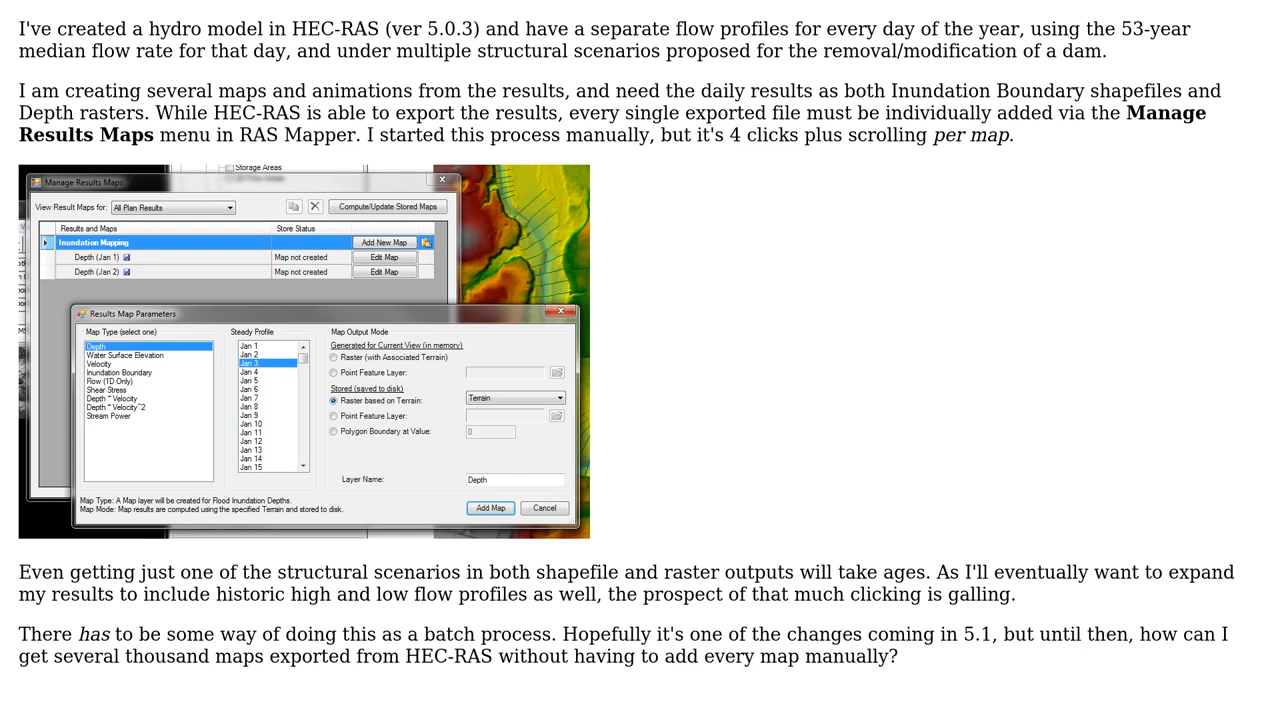 I've created a hydro model in HEC-RAS (ver 5.0.3) and have a separate flow profiles for every day of the year, using the 53-year
median flow rate for that day, and under multiple structural scenarios proposed for the removal/modification of a dam.
I am creating several maps and animations from the results, and need the daily results as both Inundation Boundary shapefiles and
Depth rasters. While HEC-RAS is able to export the results, every single exported file must be individually added via the Manage
Results Maps menu in RAS Mapper. I started this process manually, but it's 4 clicks plus scrolling per map.
Storage Areas
Manage Results Maps
View Result Maps for: All Plan Results Compute/Update Stored Maps
Results and Maps Store Status
Inundation Mapping Add New Map
Depth (Jan 1) Map not created Edit Map
Depth (Jan 2) Map not created Edit Map
Results Map Parameters
Map Type (select one) Steady Profile Map Output Mode
Depth
Water Surface Elevation
Velocity
Inundation Boundary
Flow (1D Only)
Shear Stress
Depth * Velocity
Depth * Velocity^2
Stream Power
Jan 1
Jan 2
Jan 3
Jan 4
Jan 5
Jan 6
Jan 7
Jan 8
Jan 9
Jan 10
Jan 11
Jan 12
Jan 13
Jan 14
Jan 15
Generated for Current View (in memory)
Raster (with Associated Terrain)
Point Feature Layer:
Stored (saved to disk)
Raster based on Terrain: Terrain
Point Feature Layer:
Polygon Boundary at Value: 0
Layer Name: Depth
Map Type: A Map layer will be created for Flood Inundation Depths.
Map Mode: Map results are computed using the specified Terrain and stored to disk.
Add Map Cancel
Even getting just one of the structural scenarios in both shapefile and raster outputs will take ages. As I'll eventually want to expand
my results to include historic high and low flow profiles as well, the prospect of that much clicking is galling.
There has to be some way of doing this as a batch process. Hopefully it's one of the changes coming in 5.1, but until then, how can I
get several thousand maps exported from HEC-RAS without having to add every map manually?